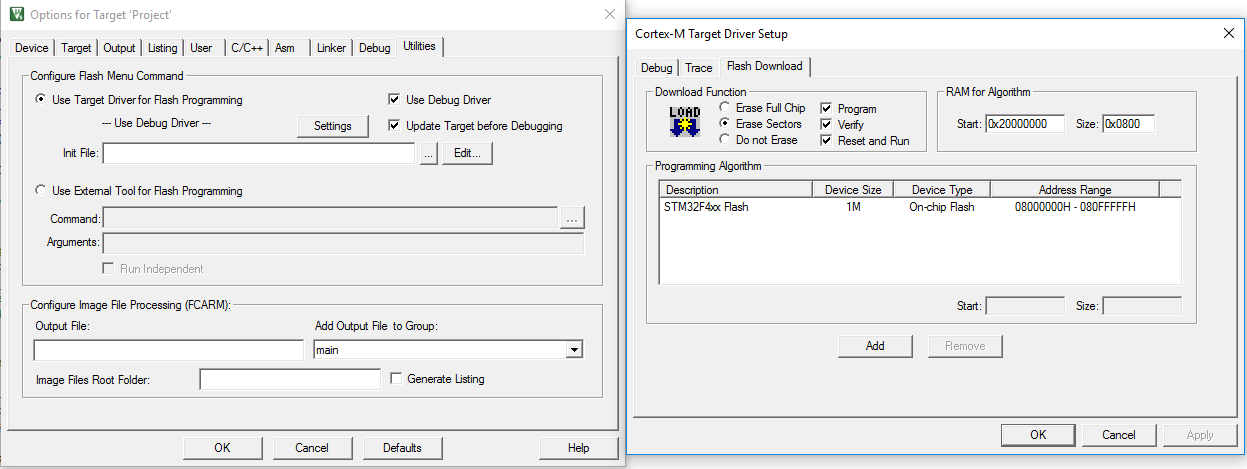 Options for Target 'Project'
Device Target Output Listing User C/C++ Asm Linker Debug Utilities
Configure Flash Menu Command
Use Target Driver for Flash Programming
Use Debug Driver
--- Use Debug Driver ---
Settings
Update Target before Debugging
Init File:
...
Edit...
Use External Tool for Flash Programming
Command:
...
Arguments:
Run Independent
Configure Image File Processing (FCARM):
Output File:
Add Output File to Group:
main
Image Files Root Folder:
Generate Listing
OK Cancel Defaults Help
Cortex-M Target Driver Setup
Debug Trace Flash Download
Download Function
LOAD
Erase Full Chip
Erase Sectors
Do not Erase
Program
Verify
Reset and Run
RAM for Algorithm
Start: 0x20000000 Size: 0x0800
Programming Algorithm
Description Device Size Device Type Address Range
STM32F4xx Flash 1M On-chip Flash 08000000H - 080FFFFFH
Start: Size:
Add Remove
OK Cancel Apply